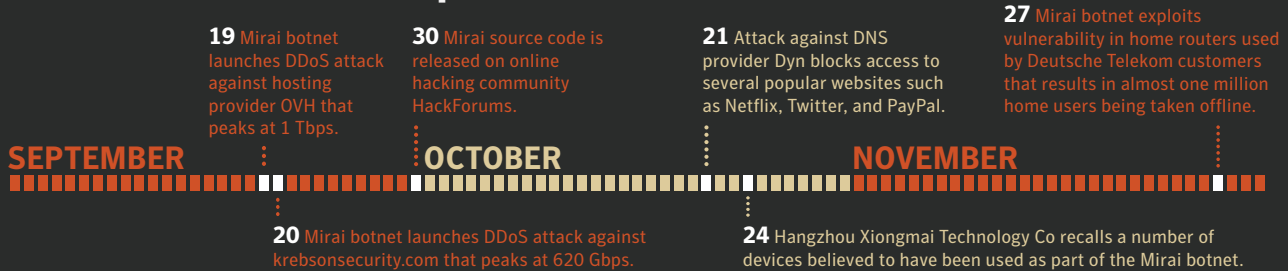 19 Mirai botnet
launches DDoS attack
against hosting
provider OVH that
peaks at 1 Tbps.
30 Mirai source code is
released on online
hacking community
HackForums.
21 Attack against DNS
provider Dyn blocks access to
several popular websites such
as Netflix, Twitter, and PayPal.
27 Mirai botnet exploits
vulnerability in home routers used
by Deutsche Telekom customers
that results in almost one million
home users being taken offline.
SEPTEMBER
OCTOBER
NOVEMBER
20 Mirai botnet launches DDoS attack against
krebsonsecurity.com that peaks at 620 Gbps.
24 Hangzhou Xiongmai Technology Co recalls a number of
devices believed to have been used as part of the Mirai botnet.